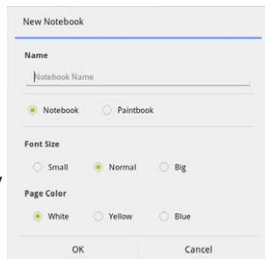 New Notebook
Name
Notebook Name
Notebook Paintbook
Font Size
Small Normal Big
Page Color
White Yellow Blue
OK Cancel